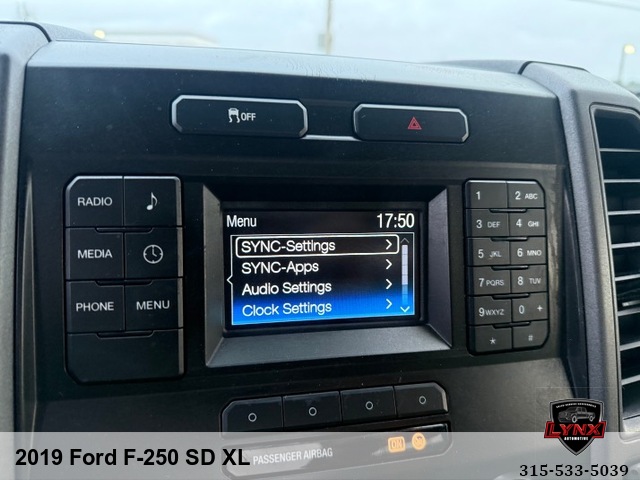 OFF
RADIO
MEDIA
PHONE
MENU
Menu 17:50
SYNC-Settings
SYNC-Apps
Audio Settings
Clock Settings
1 2 ABC
3 DEF 4 GHI
5 JKL 6 MNO
7 PQRS 8 TUV
9 WXYZ 0 +
* #
PASSENGER AIRBAG
2019 Ford F-250 SD XL
LYNX
AUTOMOTIVE
315-533-5039